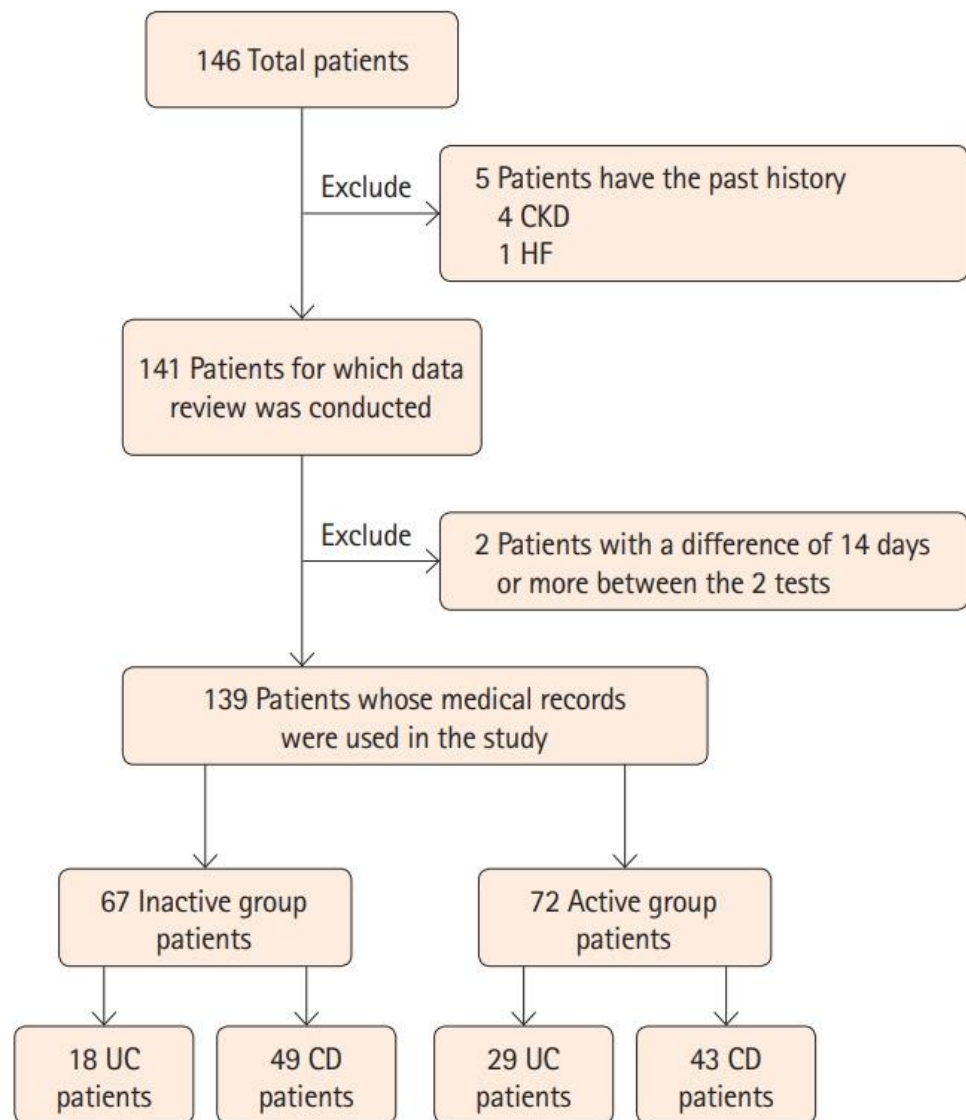 146 Total patients
Exclude
5 Patients have the past history
4 CKD
1 HF
141 Patients for which data
review was conducted
Exclude
2 Patients with a difference of 14 days
or more between the 2 tests
139 Patients whose medical records
were used in the study
67 Inactive group
patients
72 Active group
patients
18 UC
patients
49 CD
patients
29 UC
patients
43 CD
patients